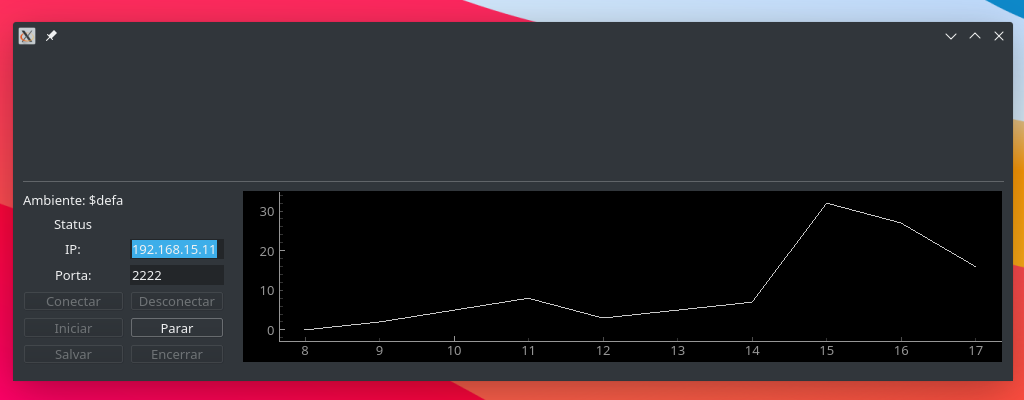 Ambiente: $defa
Status
IP: 192.168.15.11
Porta: 2222
Conectar Desconectar
Iniciar Parar
Salvar Encerrar
30
20
10
0
8 9 10 11 12 13 14 15 16 17